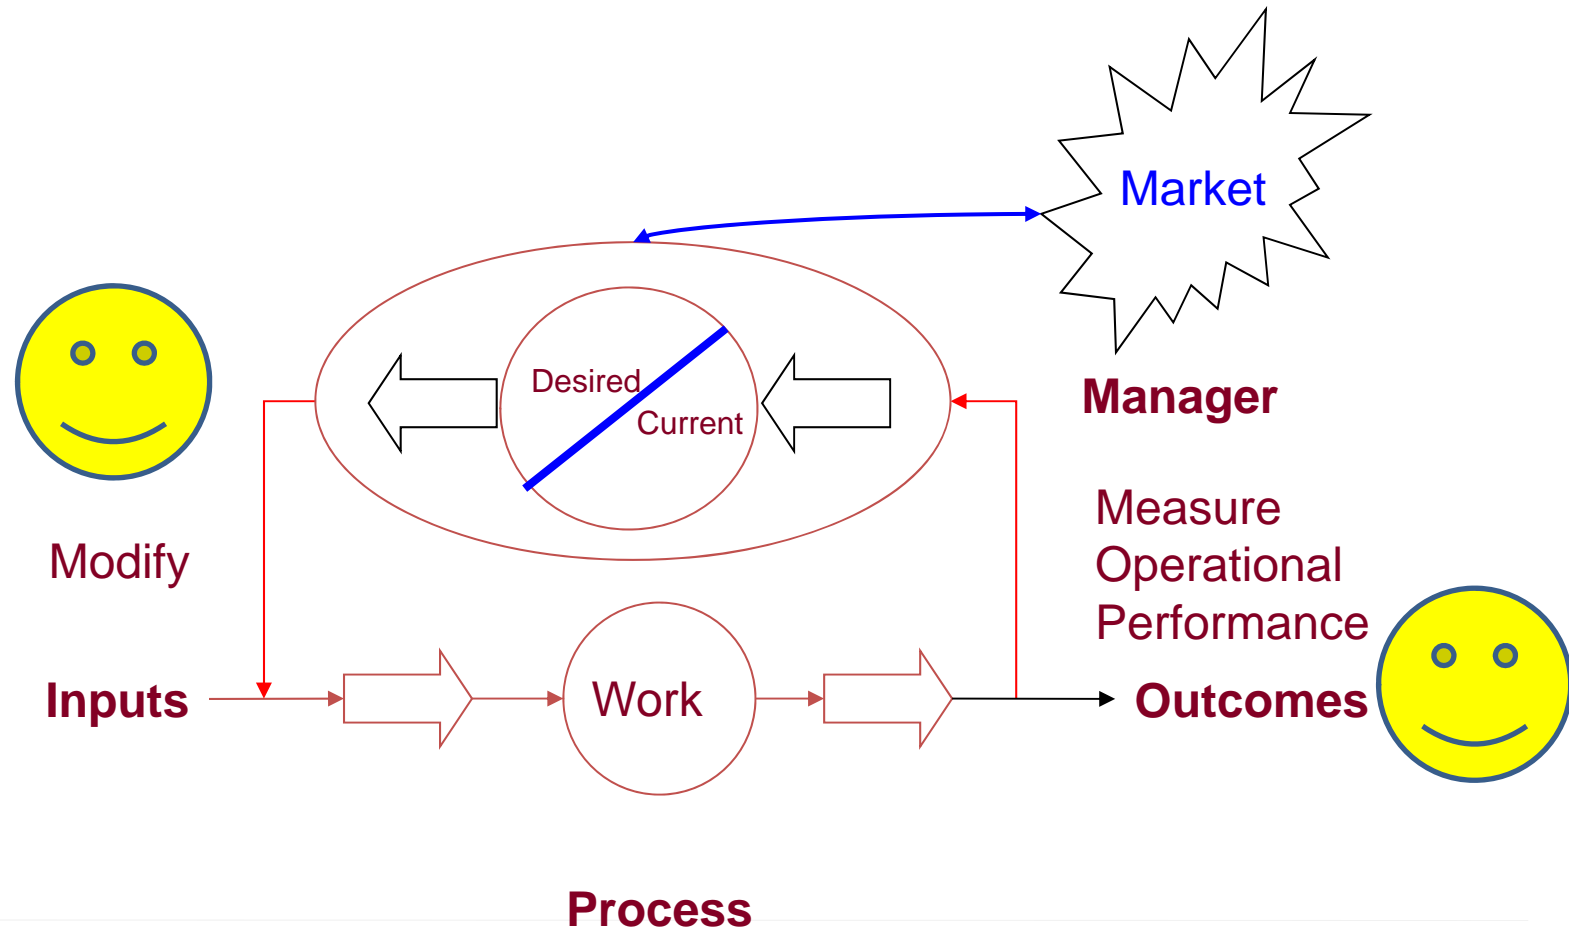 Market
Desired
Current
Manager
Measure
Operational
Performance
Modify
Inputs
Work
Outcomes
Process